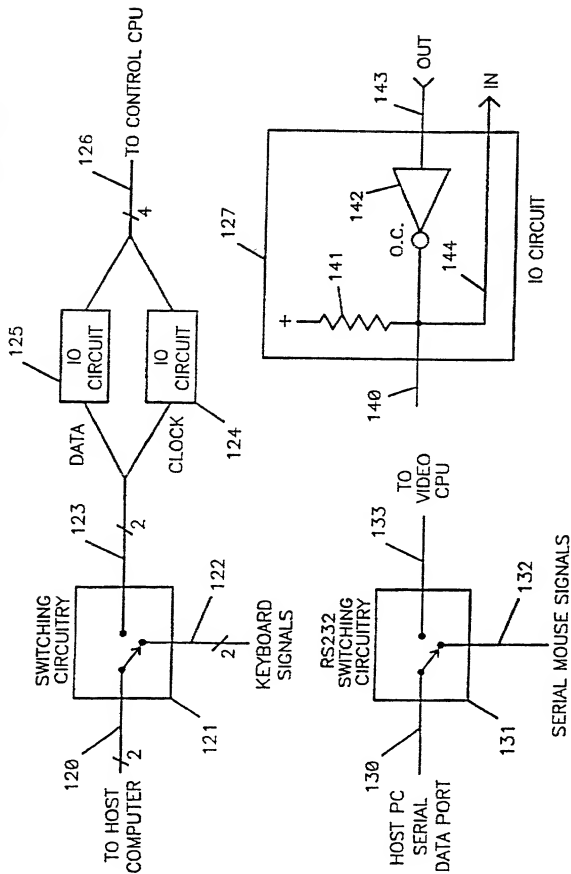 TO HOST
COMPUTER
120
2
SWITCHING
CIRCUITRY
121
122
2
KEYBOARD
SIGNALS
123
2
DATA
CLOCK
125
IO
CIRCUIT
IO
CIRCUIT
124
126
4
TO CONTROL CPU
HOST PC
SERIAL
DATA PORT
130
RS232
SWITCHING
CIRCUITRY
131
132
SERIAL MOUSE SIGNALS
133
TO
VIDEO
CPU
127
140
+
141
O.C.
142
143
OUT
144
IN
IO CIRCUIT